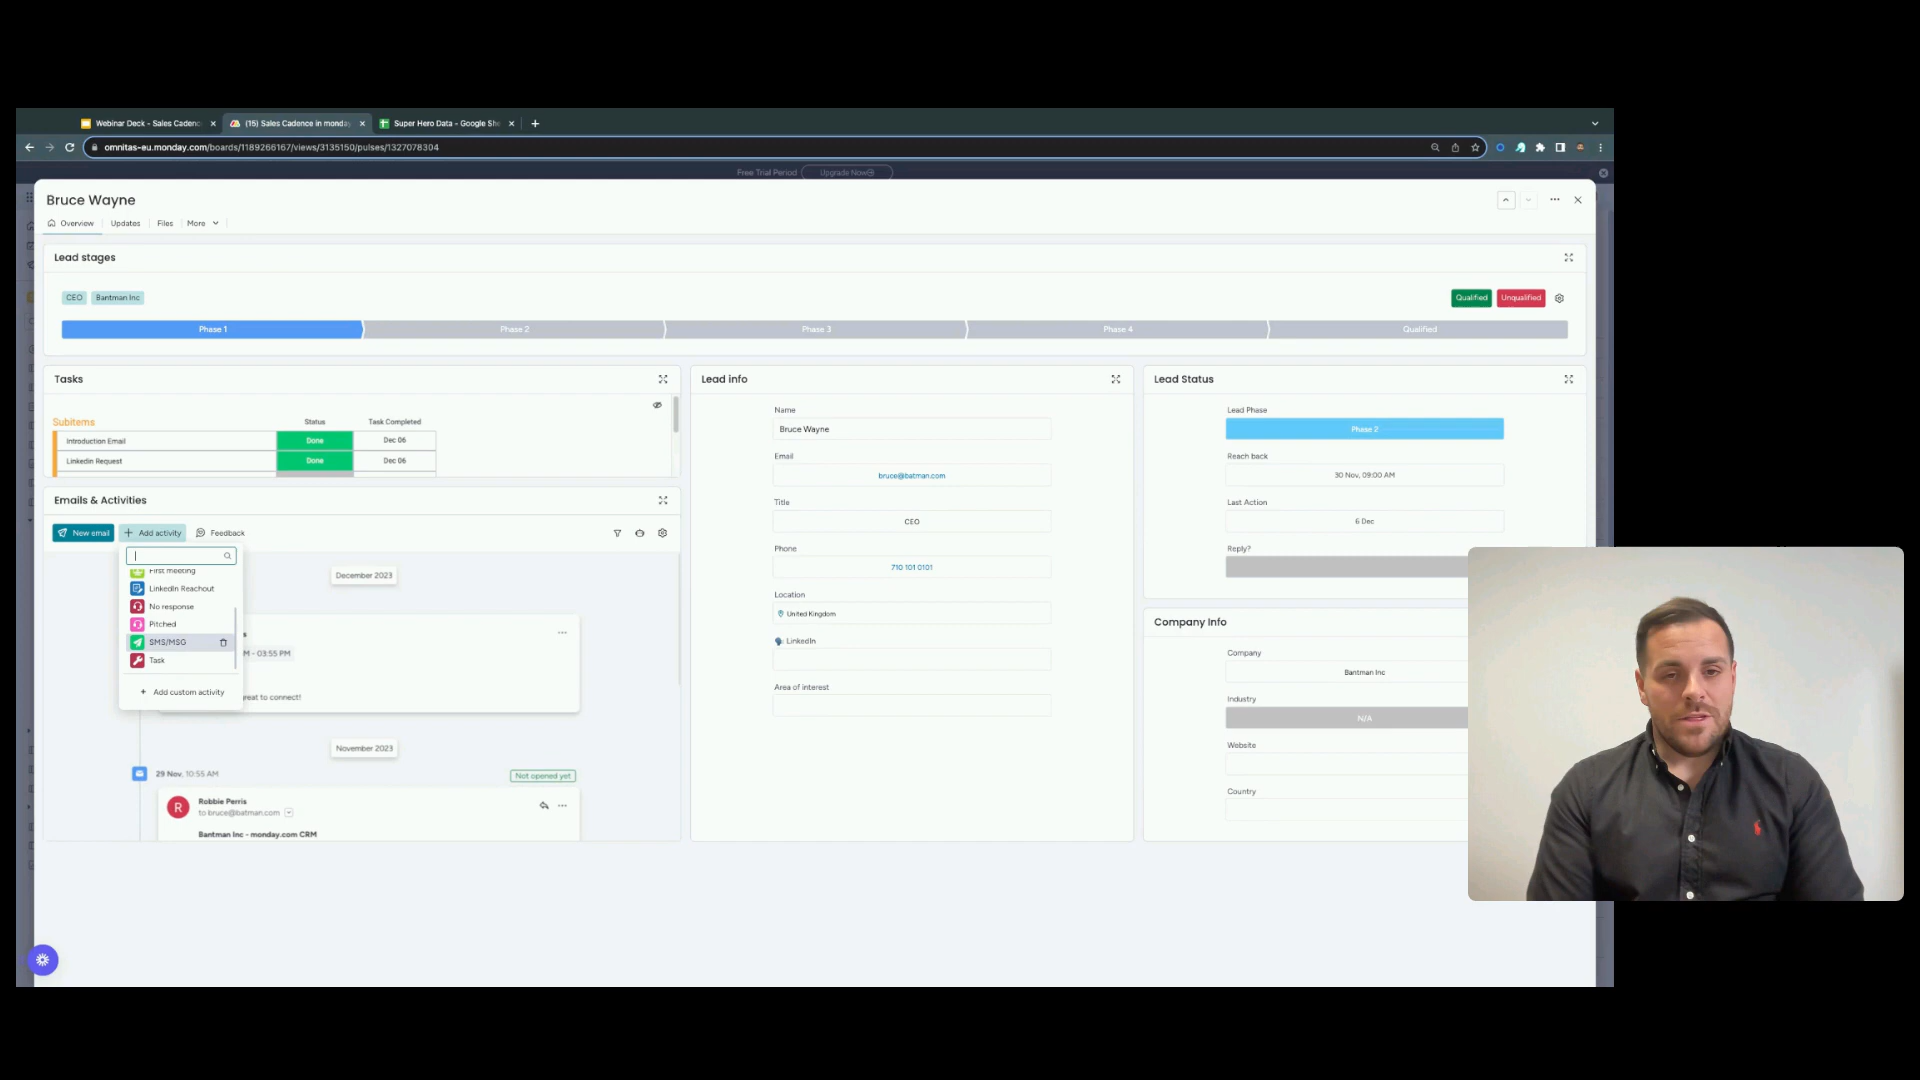 Webinar Deck - Sales Cadenc
(15) Sales Cadence in monda
Super Hero Data - Google She
omnitas-eu.monday.com/boards/1189266167/views/3135150/pulses/1327078304
Free Trial Period
Upgrade Now
Bruce Wayne
Overview
Updates
Files
More
Lead stages
CEO
Bantman Inc
Qualified
Unqualified
Phase 1
Phase 2
Phase 3
Phase 4
Qualified
Tasks
Subitems
Status
Task Completed
Introduction Email
Done
Dec 06
Linkedin Request
Done
Dec 06
Emails & Activities
New email
Add activity
Feedback
First meeting
LinkedIn Reachout
No response
Pitched
SMS/MSG
Task
Add custom activity
December 2023
s
M - 03:55 PM
reat to connect!
November 2023
29 Nov, 10:55 AM
Not opened yet
R
Robbie Perris
to bruce@batman.com
Bantman Inc - monday.com CRM
Lead info
Name
Bruce Wayne
Email
bruce@batman.com
Title
CEO
Phone
710 101 0101
Location
United Kingdom
LinkedIn
Area of interest
Lead Status
Lead Phase
Phase 2
Reach back
30 Nov, 09:00 AM
Last Action
6 Dec
Reply?
Company Info
Company
Bantman Inc
Industry
N/A
Website
Country